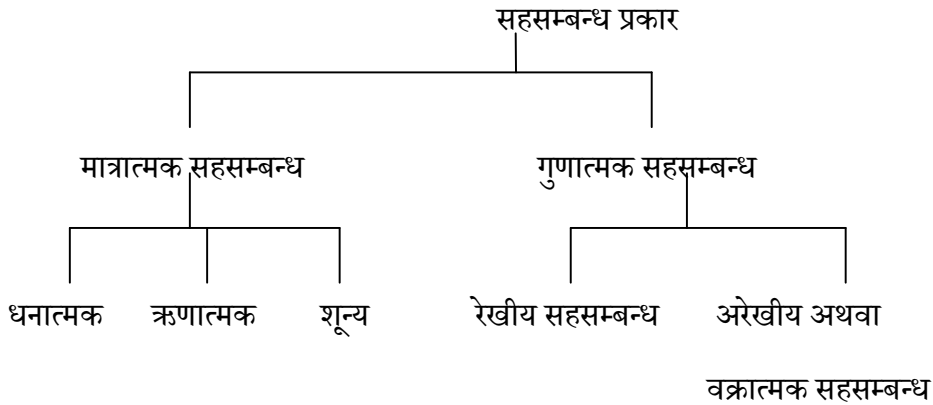 सहसम्बन्ध प्रकार
मात्रात्मक सहसम्बन्ध गुणात्मक सहसम्बन्ध
धनात्मक ऋणात्मक शून्य रेखीय सहसम्बन्ध अरेखीय अथवा
वक्रात्मक सहसम्बन्ध